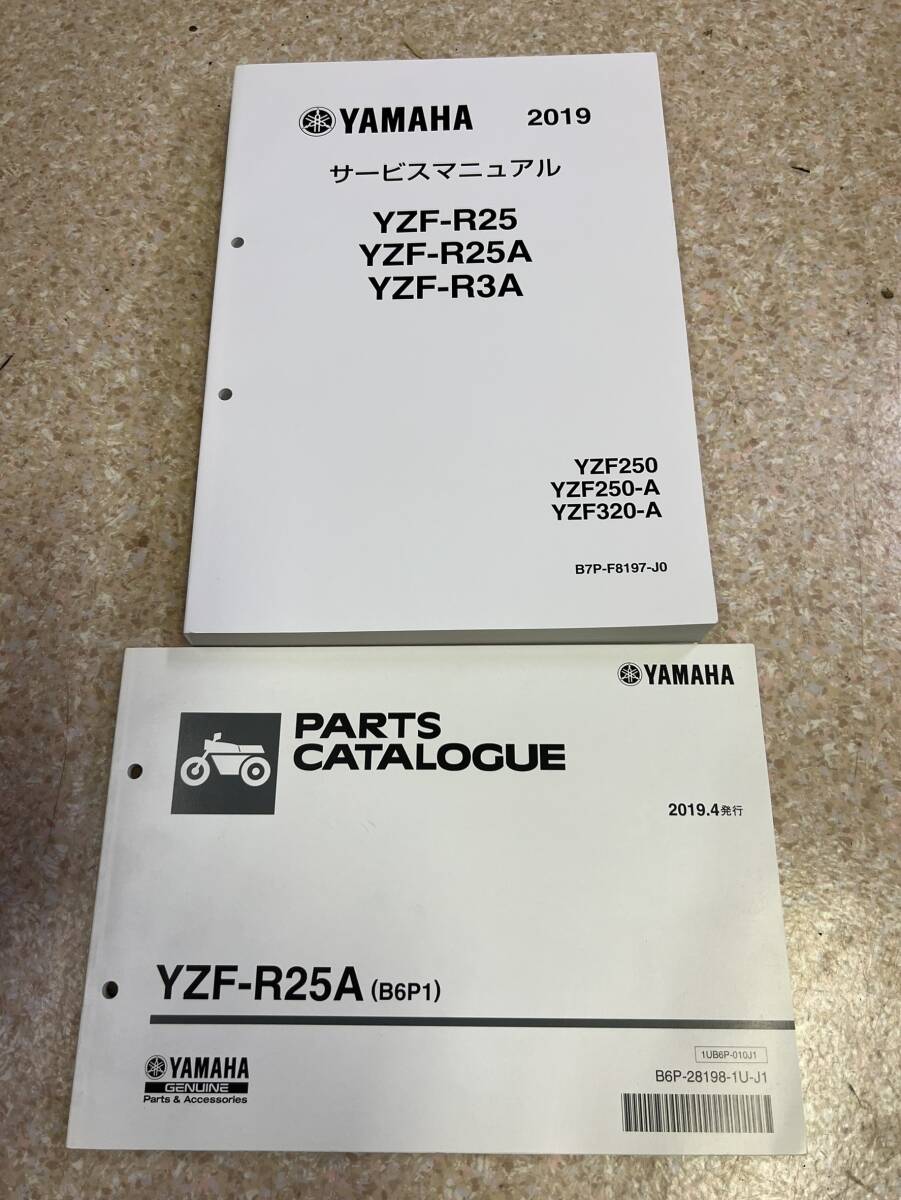 YAMAHA 2019
サービスマニュアル
YZF-R25
YZF-R25A
YZF-R3A
YZF250
YZF250-A
YZF320-A
B7P-F8197-J0
YAMAHA
PARTS
CATALOGUE
2019.4発行
YZF-R25A (B6P1)
YAMAHA
GENUINE
Parts & Accessories
1UB6P-010J1
B6P-28198-1U-J1